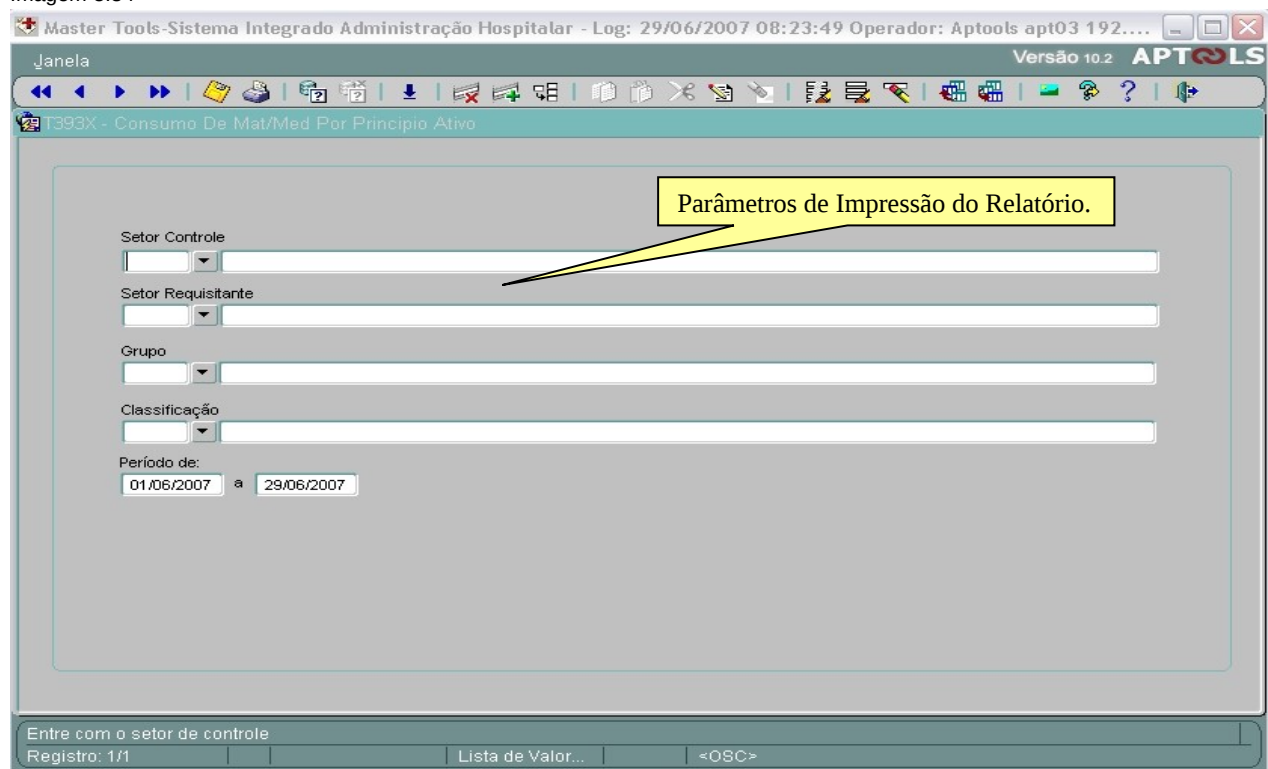 Master Tools-Sistema Integrado Administração Hospitalar - Log: 29/06/2007 08:23:49 Operador: Aptools apt03 192....
Janela
Versão 10.2 APTOOLS
T393X - Consumo De Mat/Med Por Principio Ativo
Parâmetros de Impressão do Relatório.
Setor Controle
Setor Requisitante
Grupo
Classificação
Período de:
01/06/2007 a 29/06/2007
Entre com o setor de controle
Registro: 1/1 Lista de Valor... <OSC>